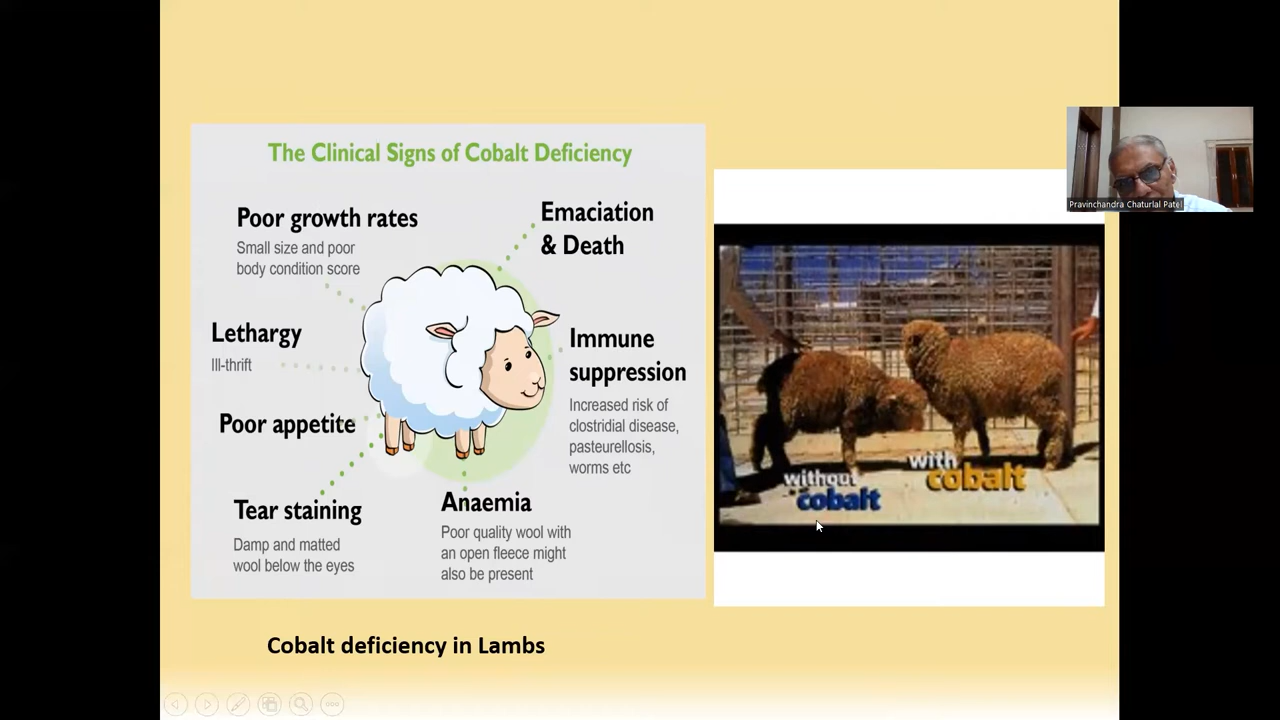 The Clinical Signs of Cobalt Deficiency
Poor growth rates
Small size and poor
body condition score
Emaciation
& Death
Lethargy
Ill-thrift
Immune
suppression
Increased risk of
clostridial disease,
pasteurellosis,
worms etc
Poor appetite
Tear staining
Damp and matted
wool below the eyes
Anaemia
Poor quality wool with
an open fleece might
also be present
without
cobalt
with
cobalt
Pravinchandra Chaturlal Patel
Cobalt deficiency in Lambs